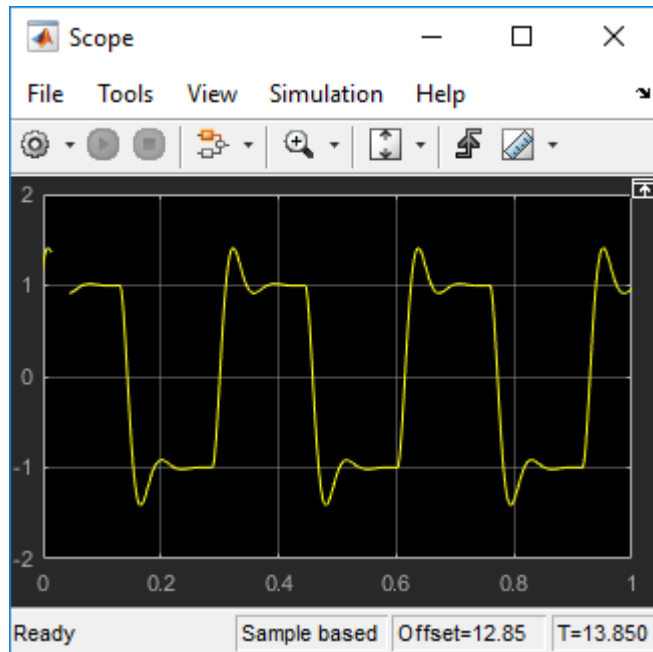 Scope
File Tools View Simulation Help
2
1
0
-1
-2
0 0.2 0.4 0.6 0.8 1
Ready Sample based Offset=12.85 T=13.850